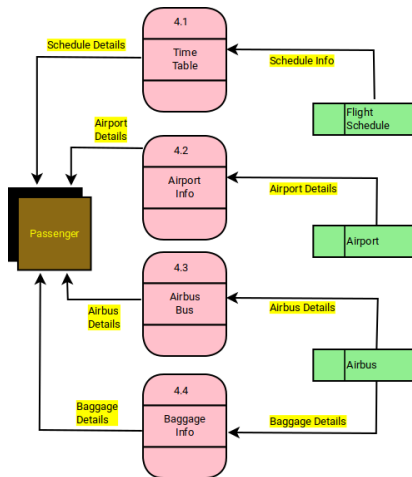 4.1
Schedule Details
Time
Table
Schedule Info
Flight
Schedule
Airport
Details
4.2
Airport
Info
Airport Details
Passenger
Airport
4.3
Airbus
Bus
Airbus
Details
Airbus Details
Airbus
4.4
Baggage
Details
Baggage
Info
Baggage Details